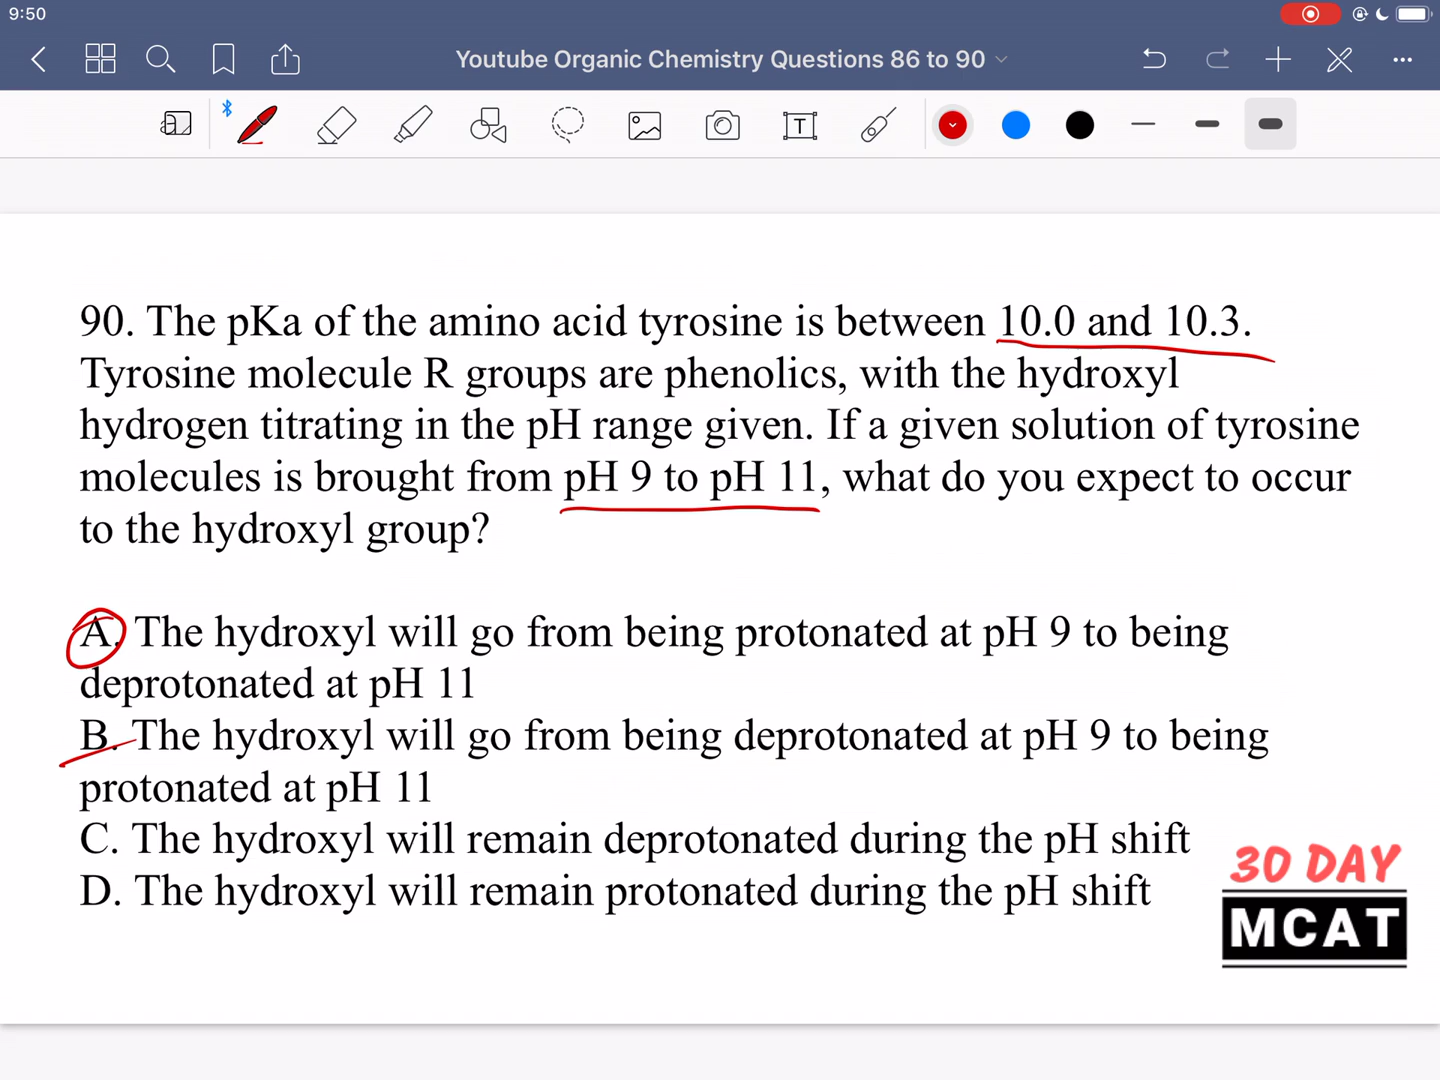 9:50
Youtube Organic Chemistry Questions 86 to 90
T
90. The pKa of the amino acid tyrosine is between 10.0 and 10.3.
Tyrosine molecule R groups are phenolics, with the hydroxyl
hydrogen titrating in the pH range given. If a given solution of tyrosine
molecules is brought from pH 9 to pH 11, what do you expect to occur
to the hydroxyl group?
A. The hydroxyl will go from being protonated at pH 9 to being
deprotonated at pH 11
B. The hydroxyl will go from being deprotonated at pH 9 to being
protonated at pH 11
C. The hydroxyl will remain deprotonated during the pH shift
D. The hydroxyl will remain protonated during the pH shift
30 DAY
MCAT